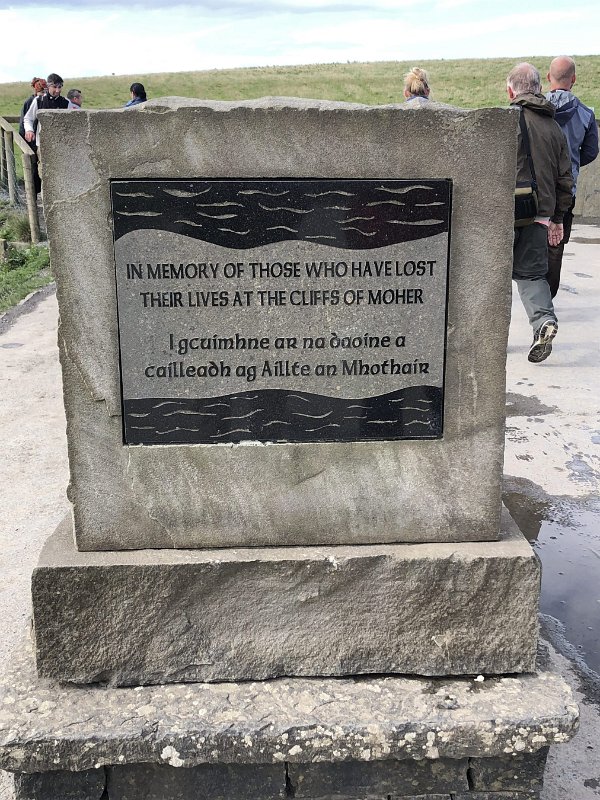 IN MEMORY OF THOSE WHO HAVE LOST
THEIR LIVES AT THE CLIFFS OF MOHER
I gcuimhne ar na daoine a
cailleadh ag Aillte an Mhothair